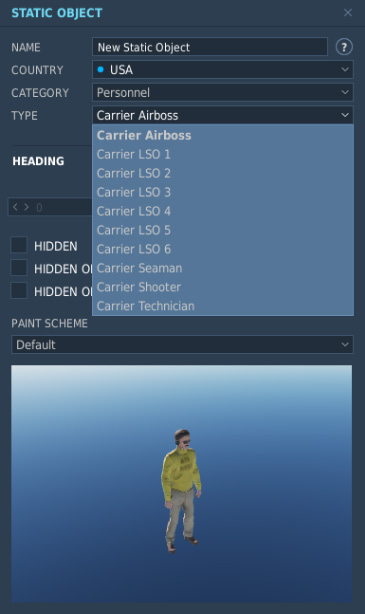 STATIC OBJECT
NAME New Static Object ?
COUNTRY USA
CATEGORY Personnel
TYPE Carrier Airboss
Carrier Airboss
Carrier LSO 1
HEADING
Carrier LSO 2
Carrier LSO 3
< > 0
Carrier LSO 4
Carrier LSO 5
HIDDEN
Carrier LSO 6
HIDDEN
Carrier Seaman
HIDDEN
Carrier Shooter
Carrier Technician
PAINT SCHEME
Default